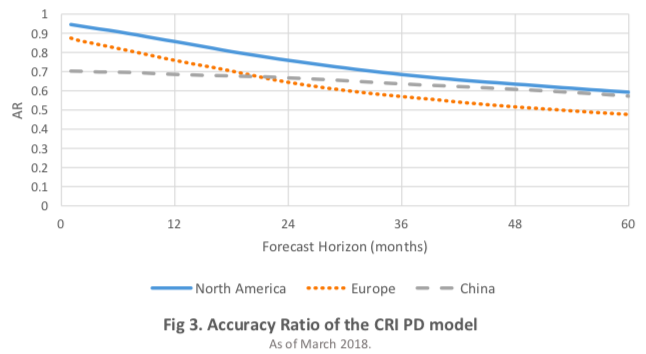 1
0.9
0.8
0.7
0.6
0.5
0.4
0.3
0.2
0.1
0
AR
0 12 24 36 48 60
Forecast Horizon (months)
North America Europe China
Fig 3. Accuracy Ratio of the CRI PD model
As of March 2018.